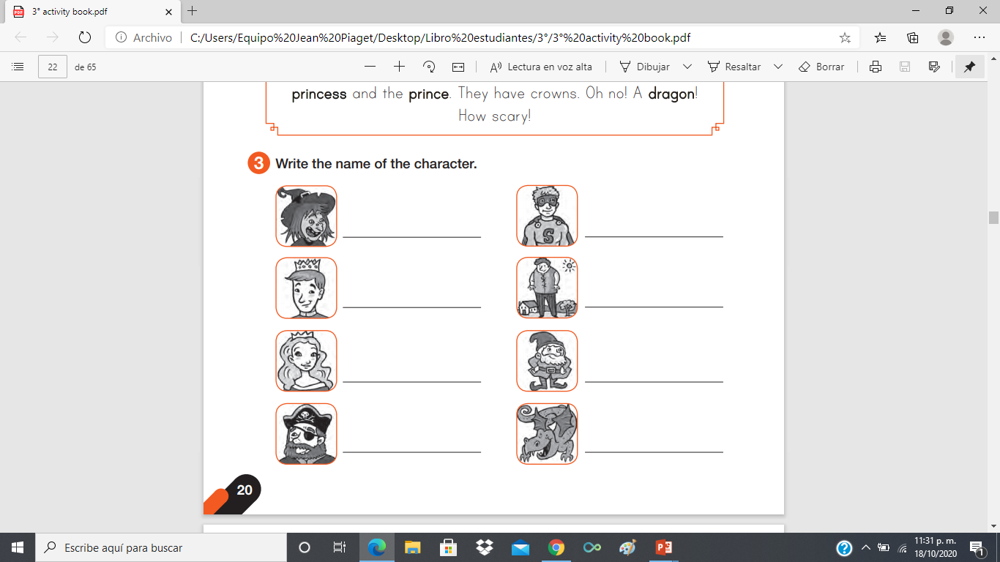 3° activity book.pdf
Archivo
C:/Users/Equipo%20Jean%20Piaget/Desktop/Libro%20estudiantes/3°/3°%20activity%20book.pdf
22 de 65
Lectura en voz alta
Dibujar
Resaltar
Borrar
princess and the prince. They have crowns. Oh no! A dragon!
How scary!
3 Write the name of the character.
S
20
Escribe aquí para buscar
11:31 p. m.
18/10/2020
1